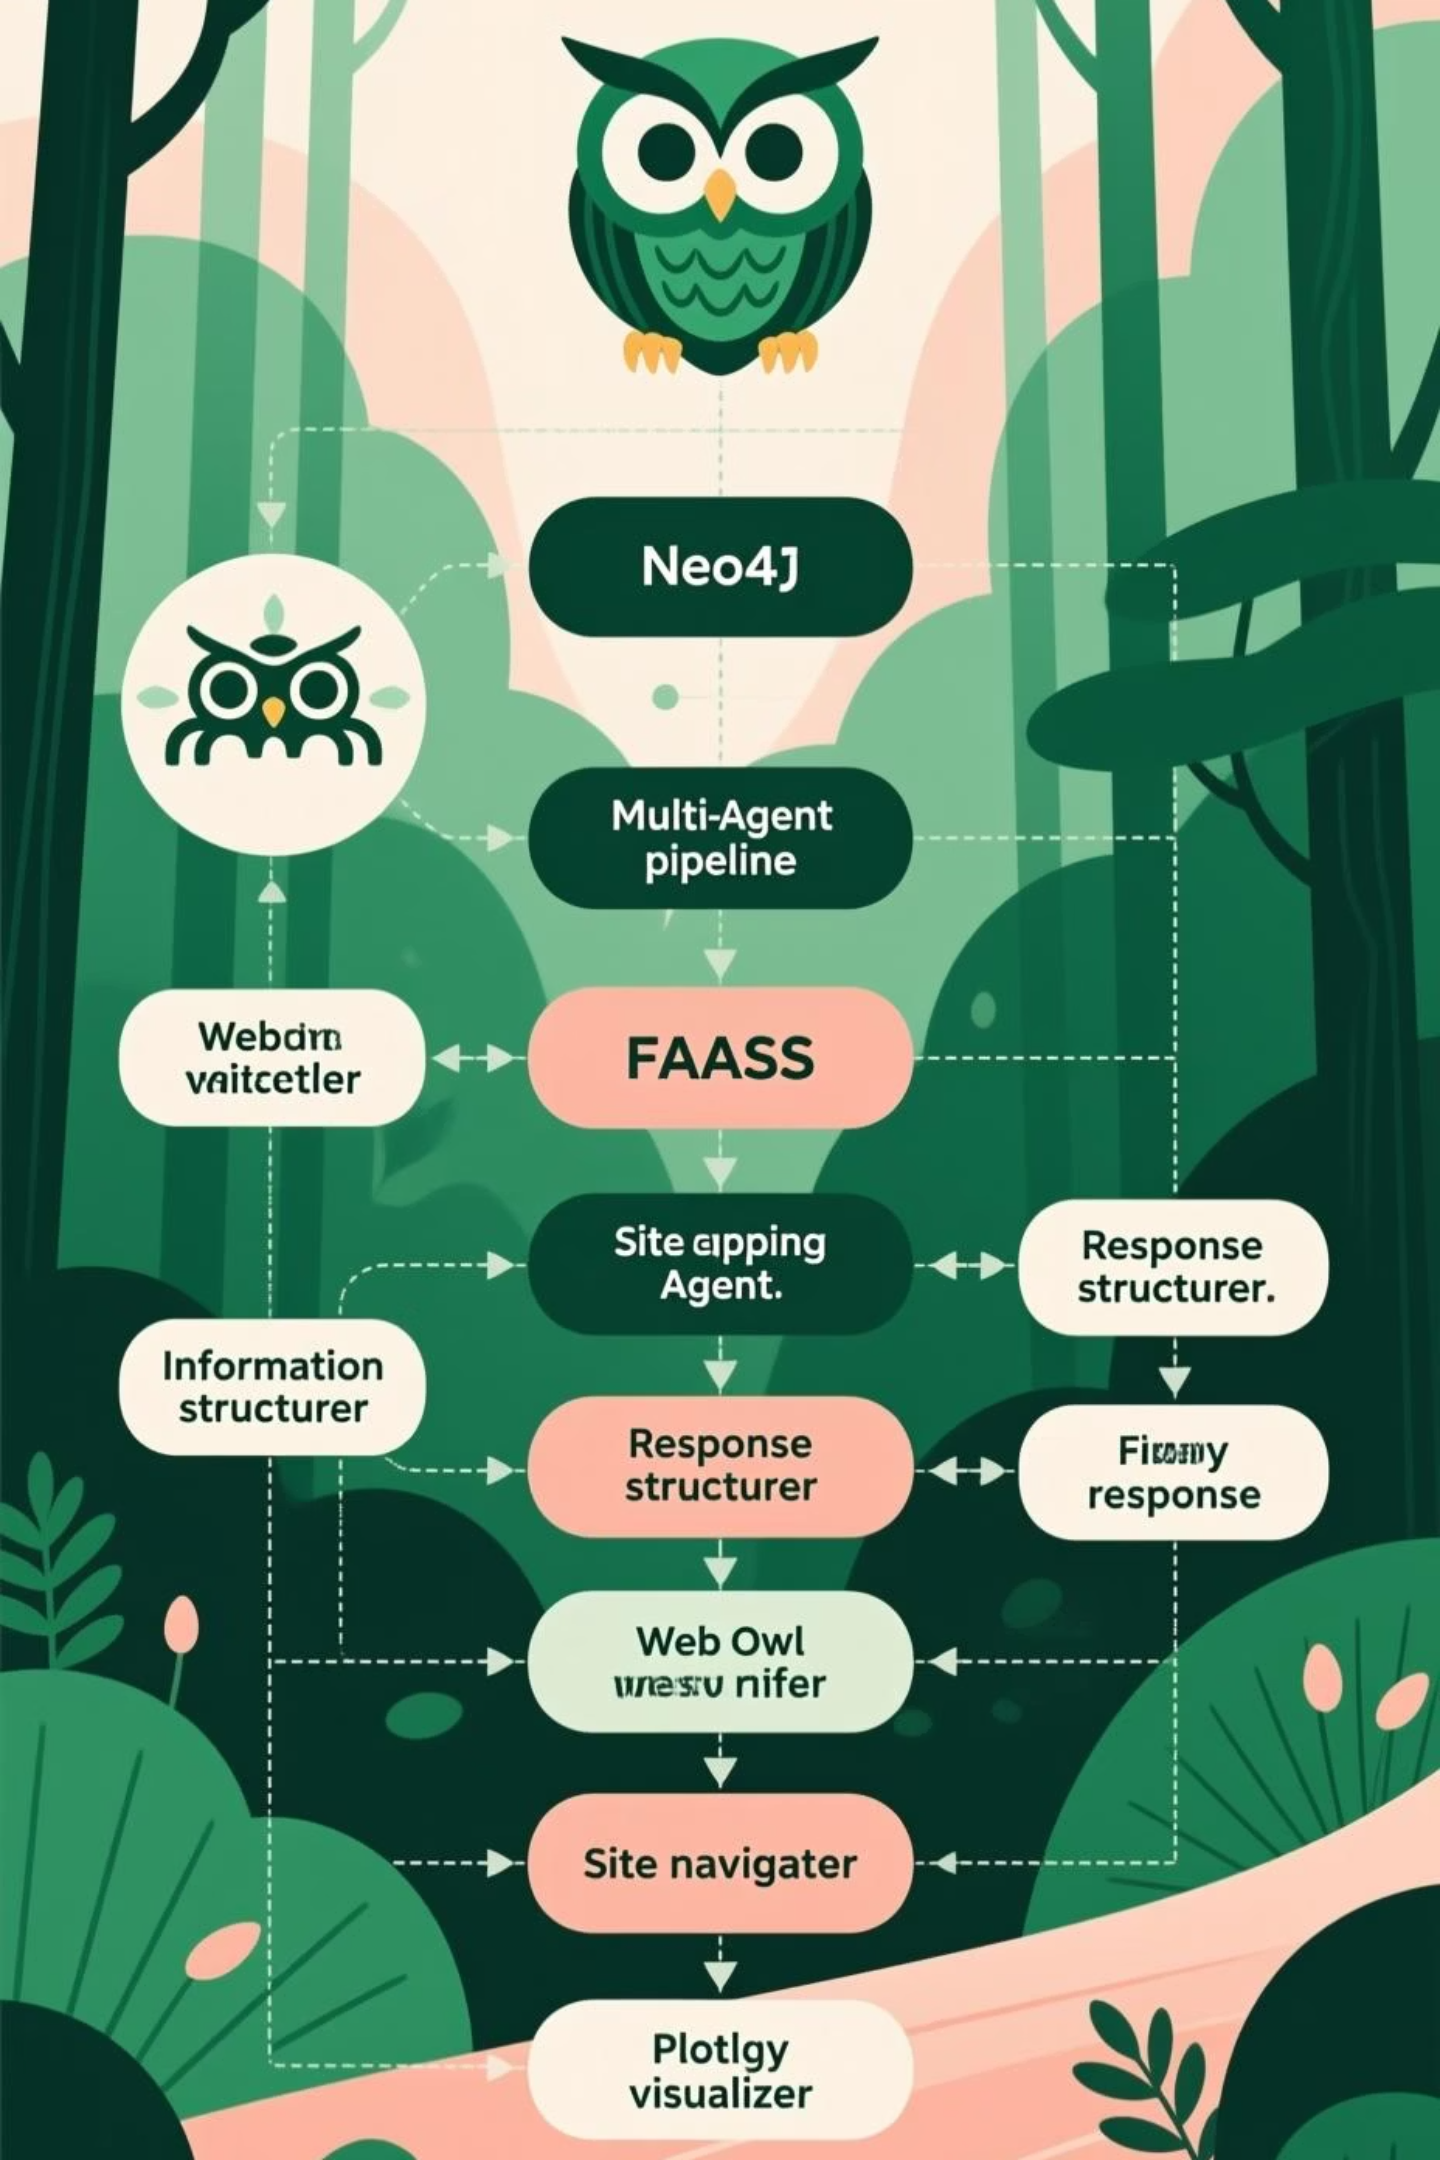 Neo4J
Multi-Agent
pipeline
FAASS
Site
Agent.
Response
structurer.
Information
structurer
Response
structurer
response
Web Owl
nifer
Site navigater
Plotlgy
visualizer